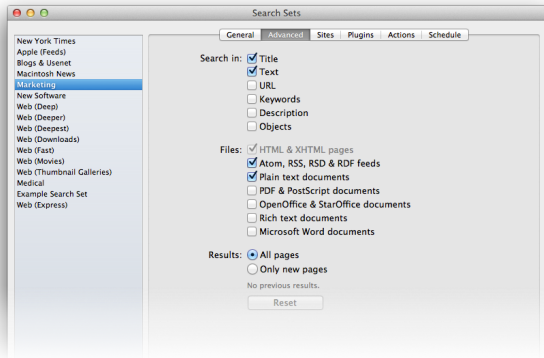 Search Sets
General Advanced Sites Plugins Actions Schedule
New York Times
Apple (Feeds)
Blogs & Usenet
Macintosh News
Marketing
New Software
Web (Deep)
Web (Deeper)
Web (Deepest)
Web (Downloads)
Web (Fast)
Web (Movies)
Web (Thumbnail Galleries)
Medical
Example Search Set
Web (Express)
Search in: Title
Text
URL
Keywords
Description
Objects
Files: HTML & XHTML pages
Atom, RSS, RSD & RDF feeds
Plain text documents
PDF & PostScript documents
OpenOffice & StarOffice documents
Rich text documents
Microsoft Word documents
Results: All pages
Only new pages
No previous results.
Reset